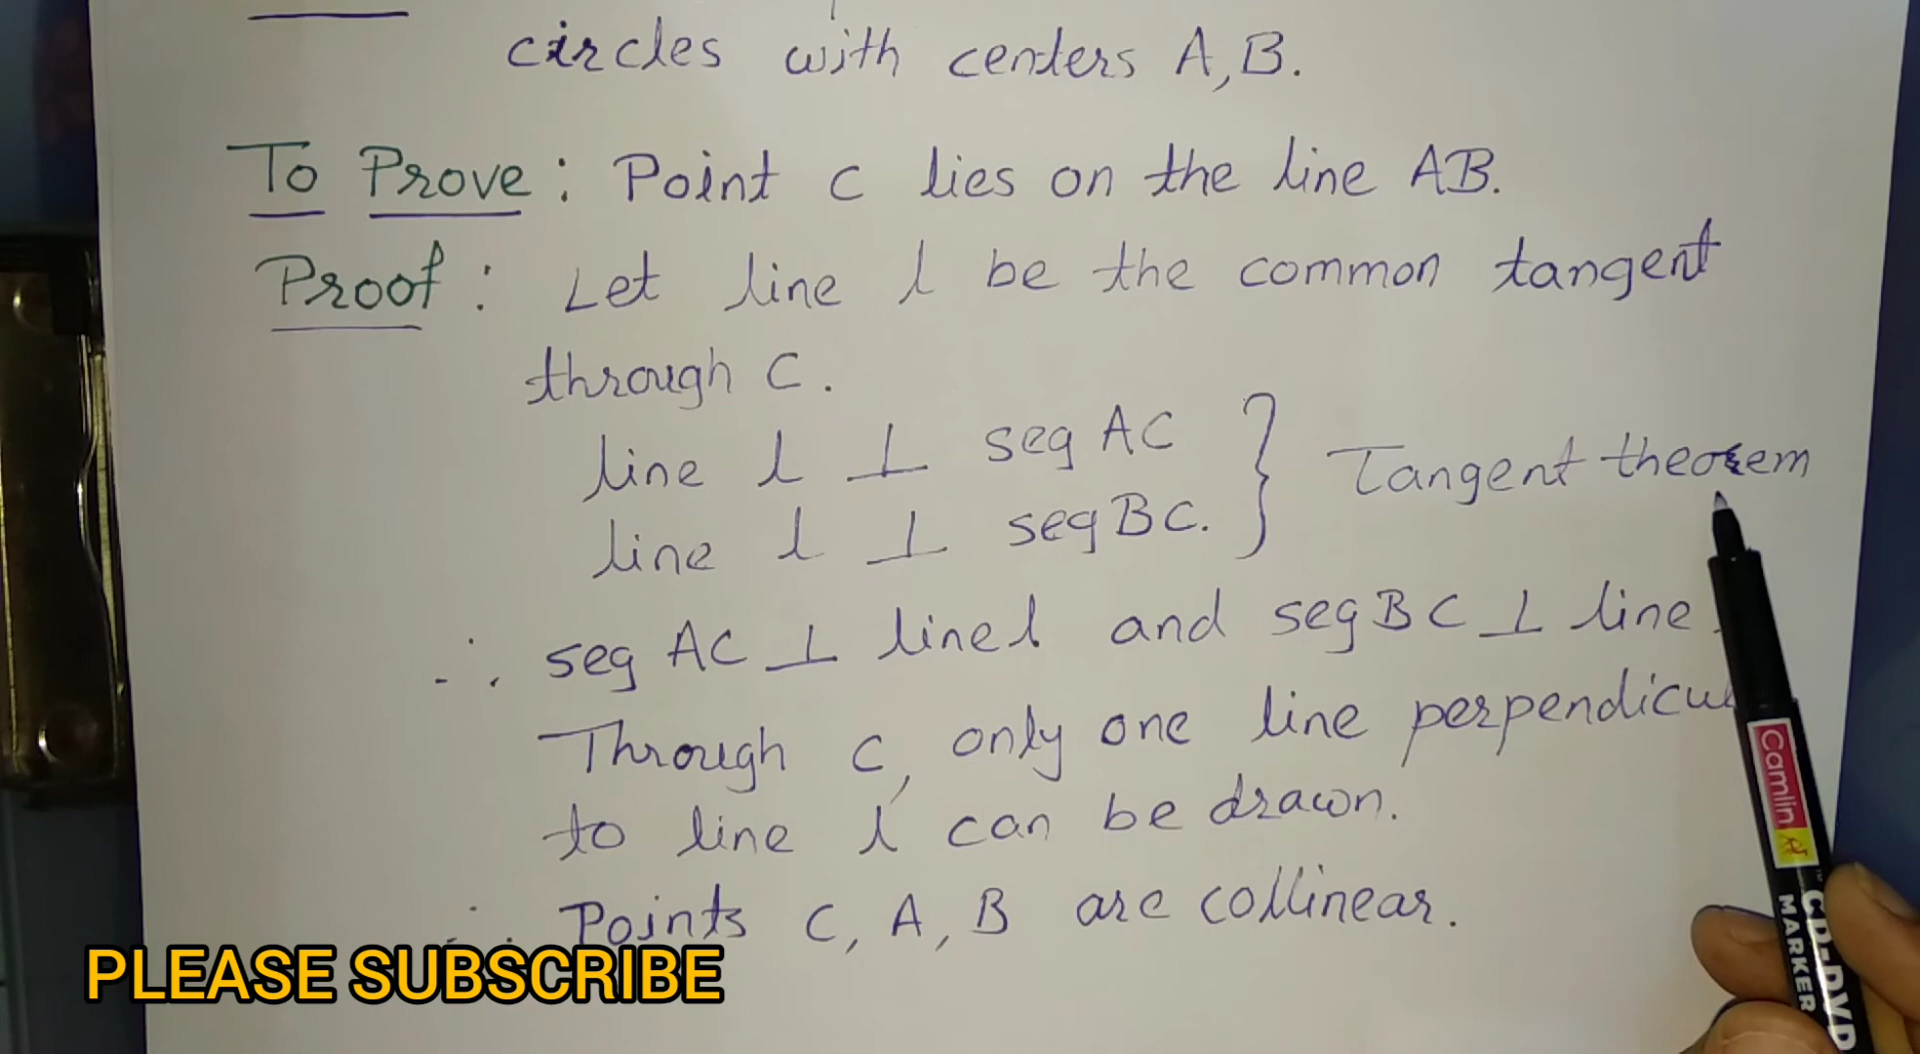 circles with centers A, B.
To Prove : Point C lies on the line AB.
Proof : Let line l be the common tangent
through C.
line l ⊥ seg AC
line l ⊥ seg BC. } Tangent theorem
∴ seg AC ⊥ line l and seg BC ⊥ line
Through C, only one line perpendicul
to line l can be drawn.
∴ Points C, A, B are collinear.
PLEASE SUBSCRIBE
Camlin
CD-DVD
MARKER